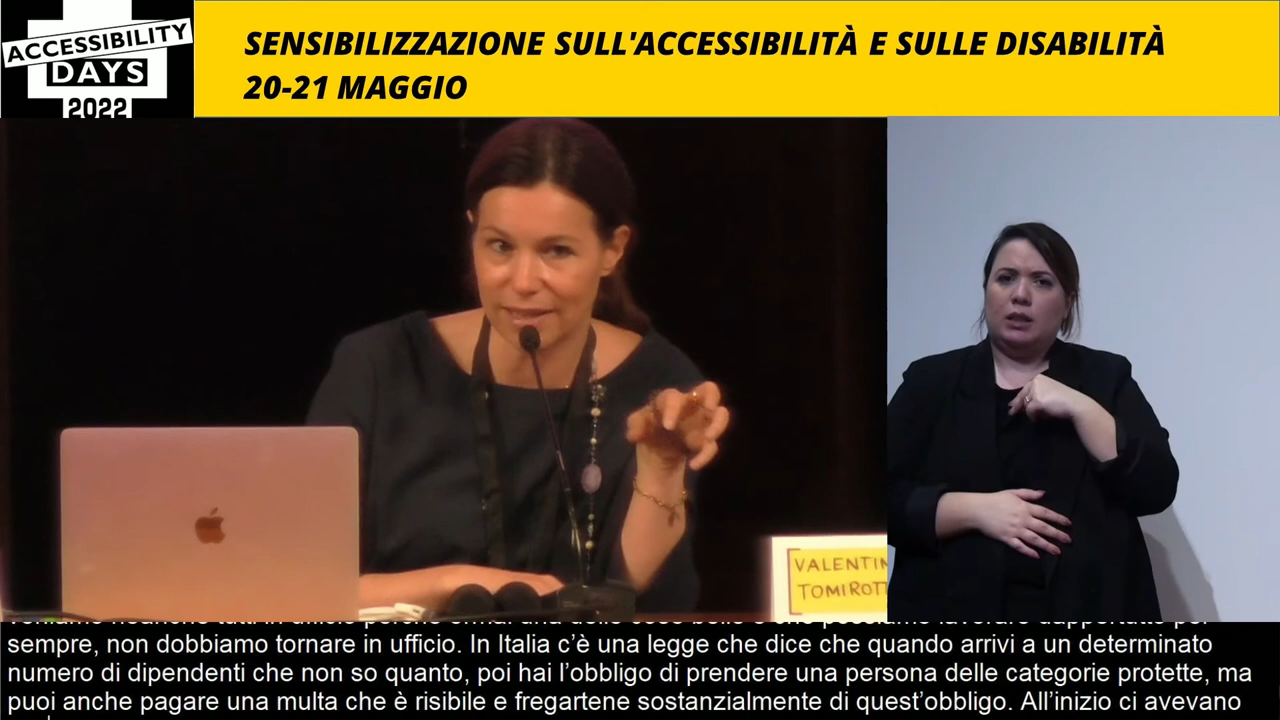 ACCESSIBILITY
DAYS
2022
SENSIBILIZZAZIONE SULL'ACCESSIBILITÀ E SULLE DISABILITÀ
20-21 MAGGIO
VALENTIN
TOMIROTT
sempre, non dobbiamo tornare in ufficio. In Italia c’è una legge che dice che quando arrivi a un determinato
numero di dipendenti che non so quanto, poi hai l’obbligo di prendere una persona delle categorie protette, ma
puoi anche pagare una multa che è risibile e fregartene sostanzialmente di quest’obbligo. All’inizio ci avevano